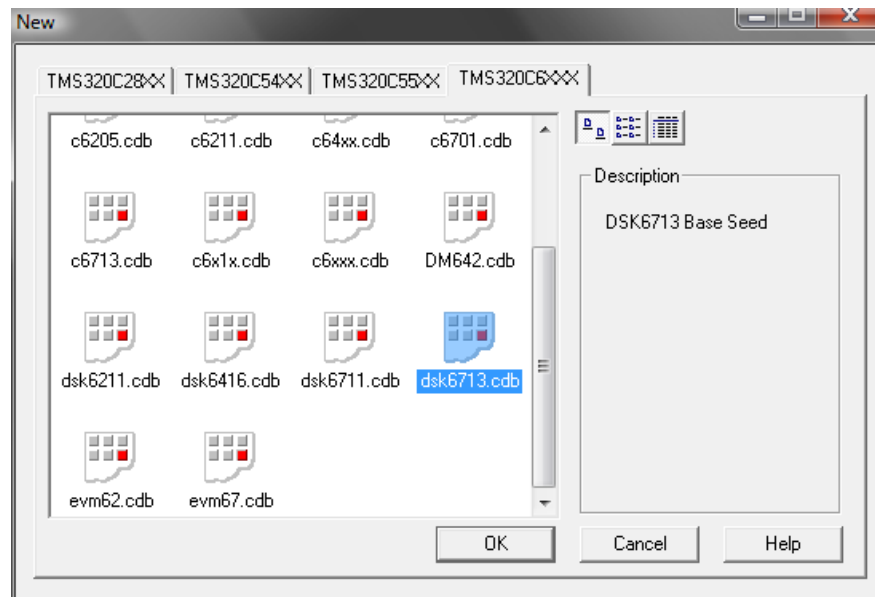 New
TMS320C28XX TMS320C54XX TMS320C55XX TMS320C6XXX
c6205.cdb c6211.cdb c64xx.cdb c6701.cdb
Description
DSK6713 Base Seed
c6713.cdb c6x1x.cdb c6xxx.cdb DM642.cdb
dsk6211.cdb dsk6416.cdb dsk6711.cdb dsk6713.cdb
evm62.cdb evm67.cdb
OK Cancel Help